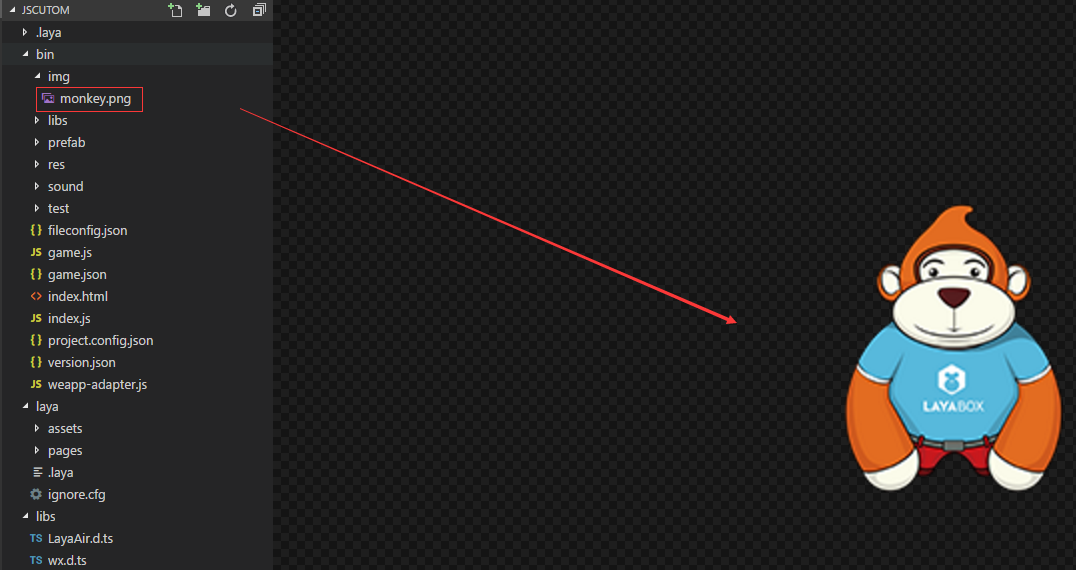 JSCUTOM
.laya
bin
img
monkey.png
libs
prefab
res
sound
test
{} fileconfig.json
JS game.js
{} game.json
<> index.html
JS index.js
{} project.config.json
{} version.json
JS weapp-adapter.js
laya
assets
pages
.laya
ignore.cfg
libs
TS LayaAir.d.ts
TS wx.d.ts
LAYABOX